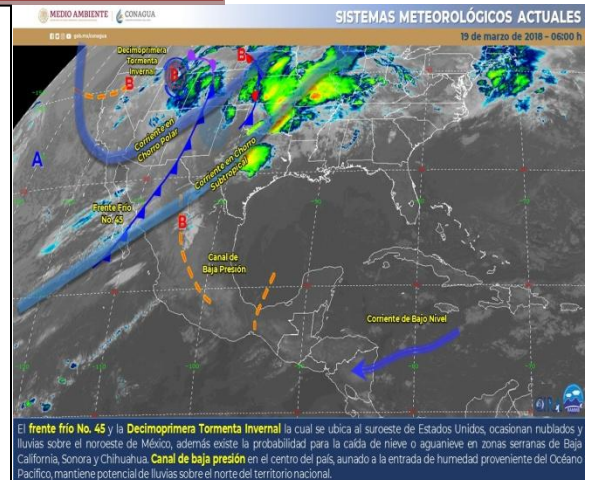 MEDIO AMBIENTE
CONAGUA
SISTEMAS METEOROLÓGICOS ACTUALES
gob.mx/conagua
19 de marzo de 2018 – 06:00 h
Decimoprimera
Tormenta
Invernal
B
B
B
A
Corriente en
Chorro Polar
Corriente en Chorro
Subtropical
Frente Frío
No. 45
B
Canal de
Baja Presión
Corriente de Bajo Nivel
El frente frío No. 45 y la Decimoprimera Tormenta Invernal la cual se ubica al suroeste de Estados Unidos, ocasionan nublados y
lluvias sobre el noroeste de México, además existe la probabilidad para la caída de nieve o aguanieve en zonas serranas de Baja
California, Sonora y Chihuahua. Canal de baja presión en el centro del país, aunado a la entrada de humedad proveniente del Océano
Pacífico, mantiene potencial de lluvias sobre el norte del territorio nacional.